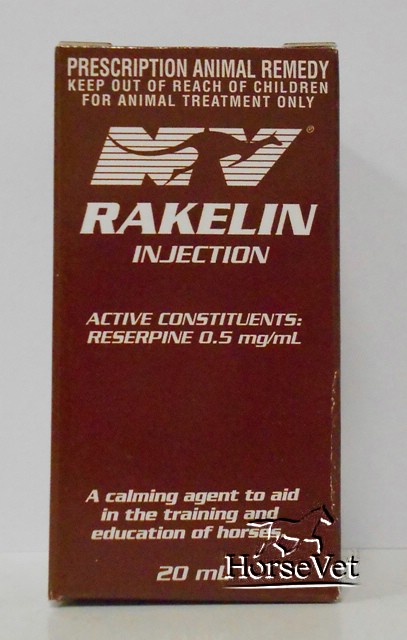 PRESCRIPTION ANIMAL REMEDY
KEEP OUT OF REACH OF CHILDREN
FOR ANIMAL TREATMENT ONLY
NV®
RAKELIN
INJECTION
ACTIVE CONSTITUENTS:
RESERPINE 0.5 mg/mL
A calming agent to aid
in the training and
education of horses
20 mL
HorseVet